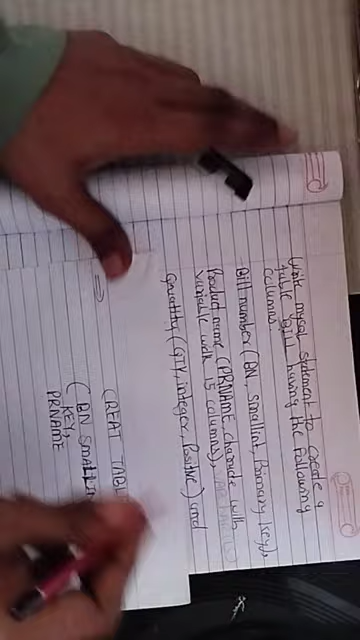 Write mysql statement to create a
table Bill having the following
columns
Bill number (BN, smallint, Primary key),
Product name (PRNAME, character with
variable width 15 columns),
Quantity (QTY, integer, Positive) and
⇒ CREAT TABL
(BN SMALLIN
KEY,
PRNAME